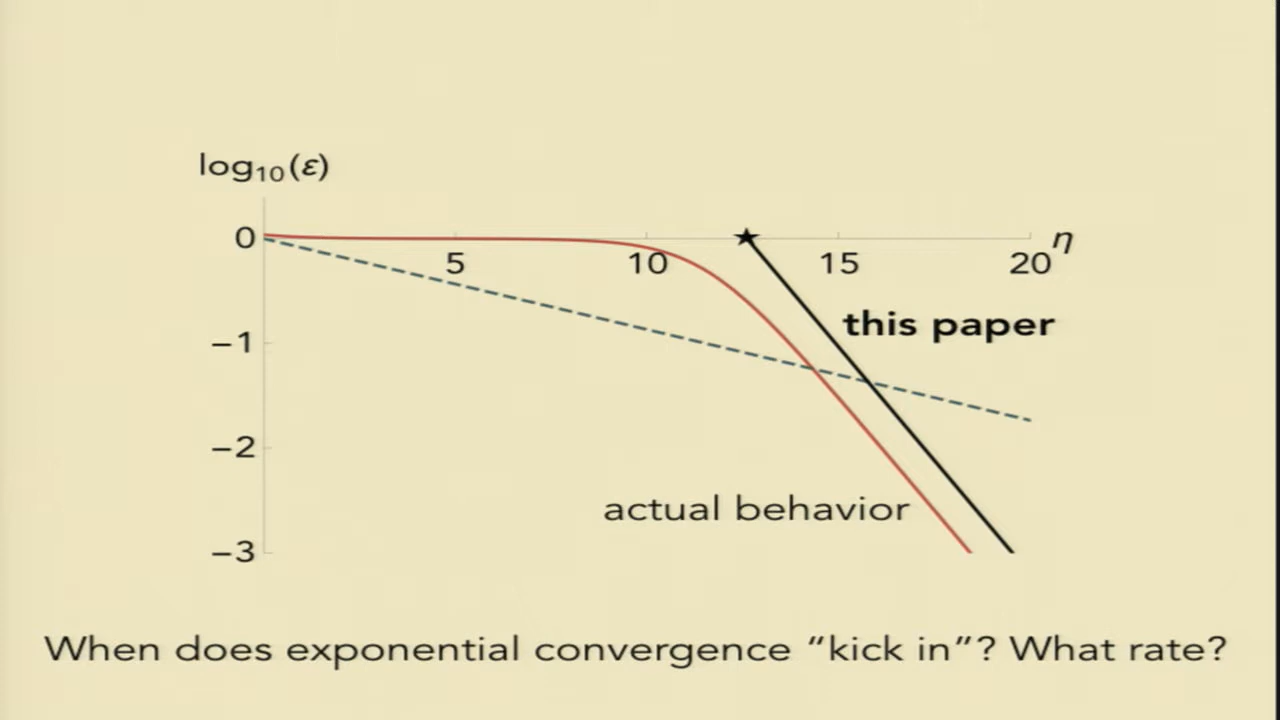 log₁₀(ε)
0
5 10 15 20 η
this paper
−1
−2
actual behavior
−3
When does exponential convergence “kick in”? What rate?